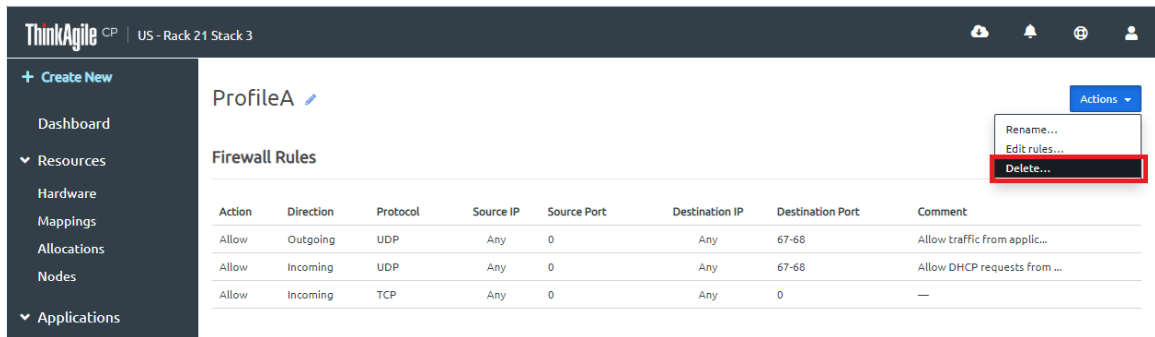 ThinkAgile CP | US - Rack 21 Stack 3
+ Create New
Dashboard
Resources
Hardware
Mappings
Allocations
Nodes
Applications
ProfileA
Actions
Rename...
Edit rules...
Delete...
Firewall Rules
Action Direction Protocol Source IP Source Port Destination IP Destination Port Comment
Allow Outgoing UDP Any 0 Any 67-68 Allow traffic from applic...
Allow Incoming UDP Any 0 Any 67-68 Allow DHCP requests from ...
Allow Incoming TCP Any 0 Any 0 —